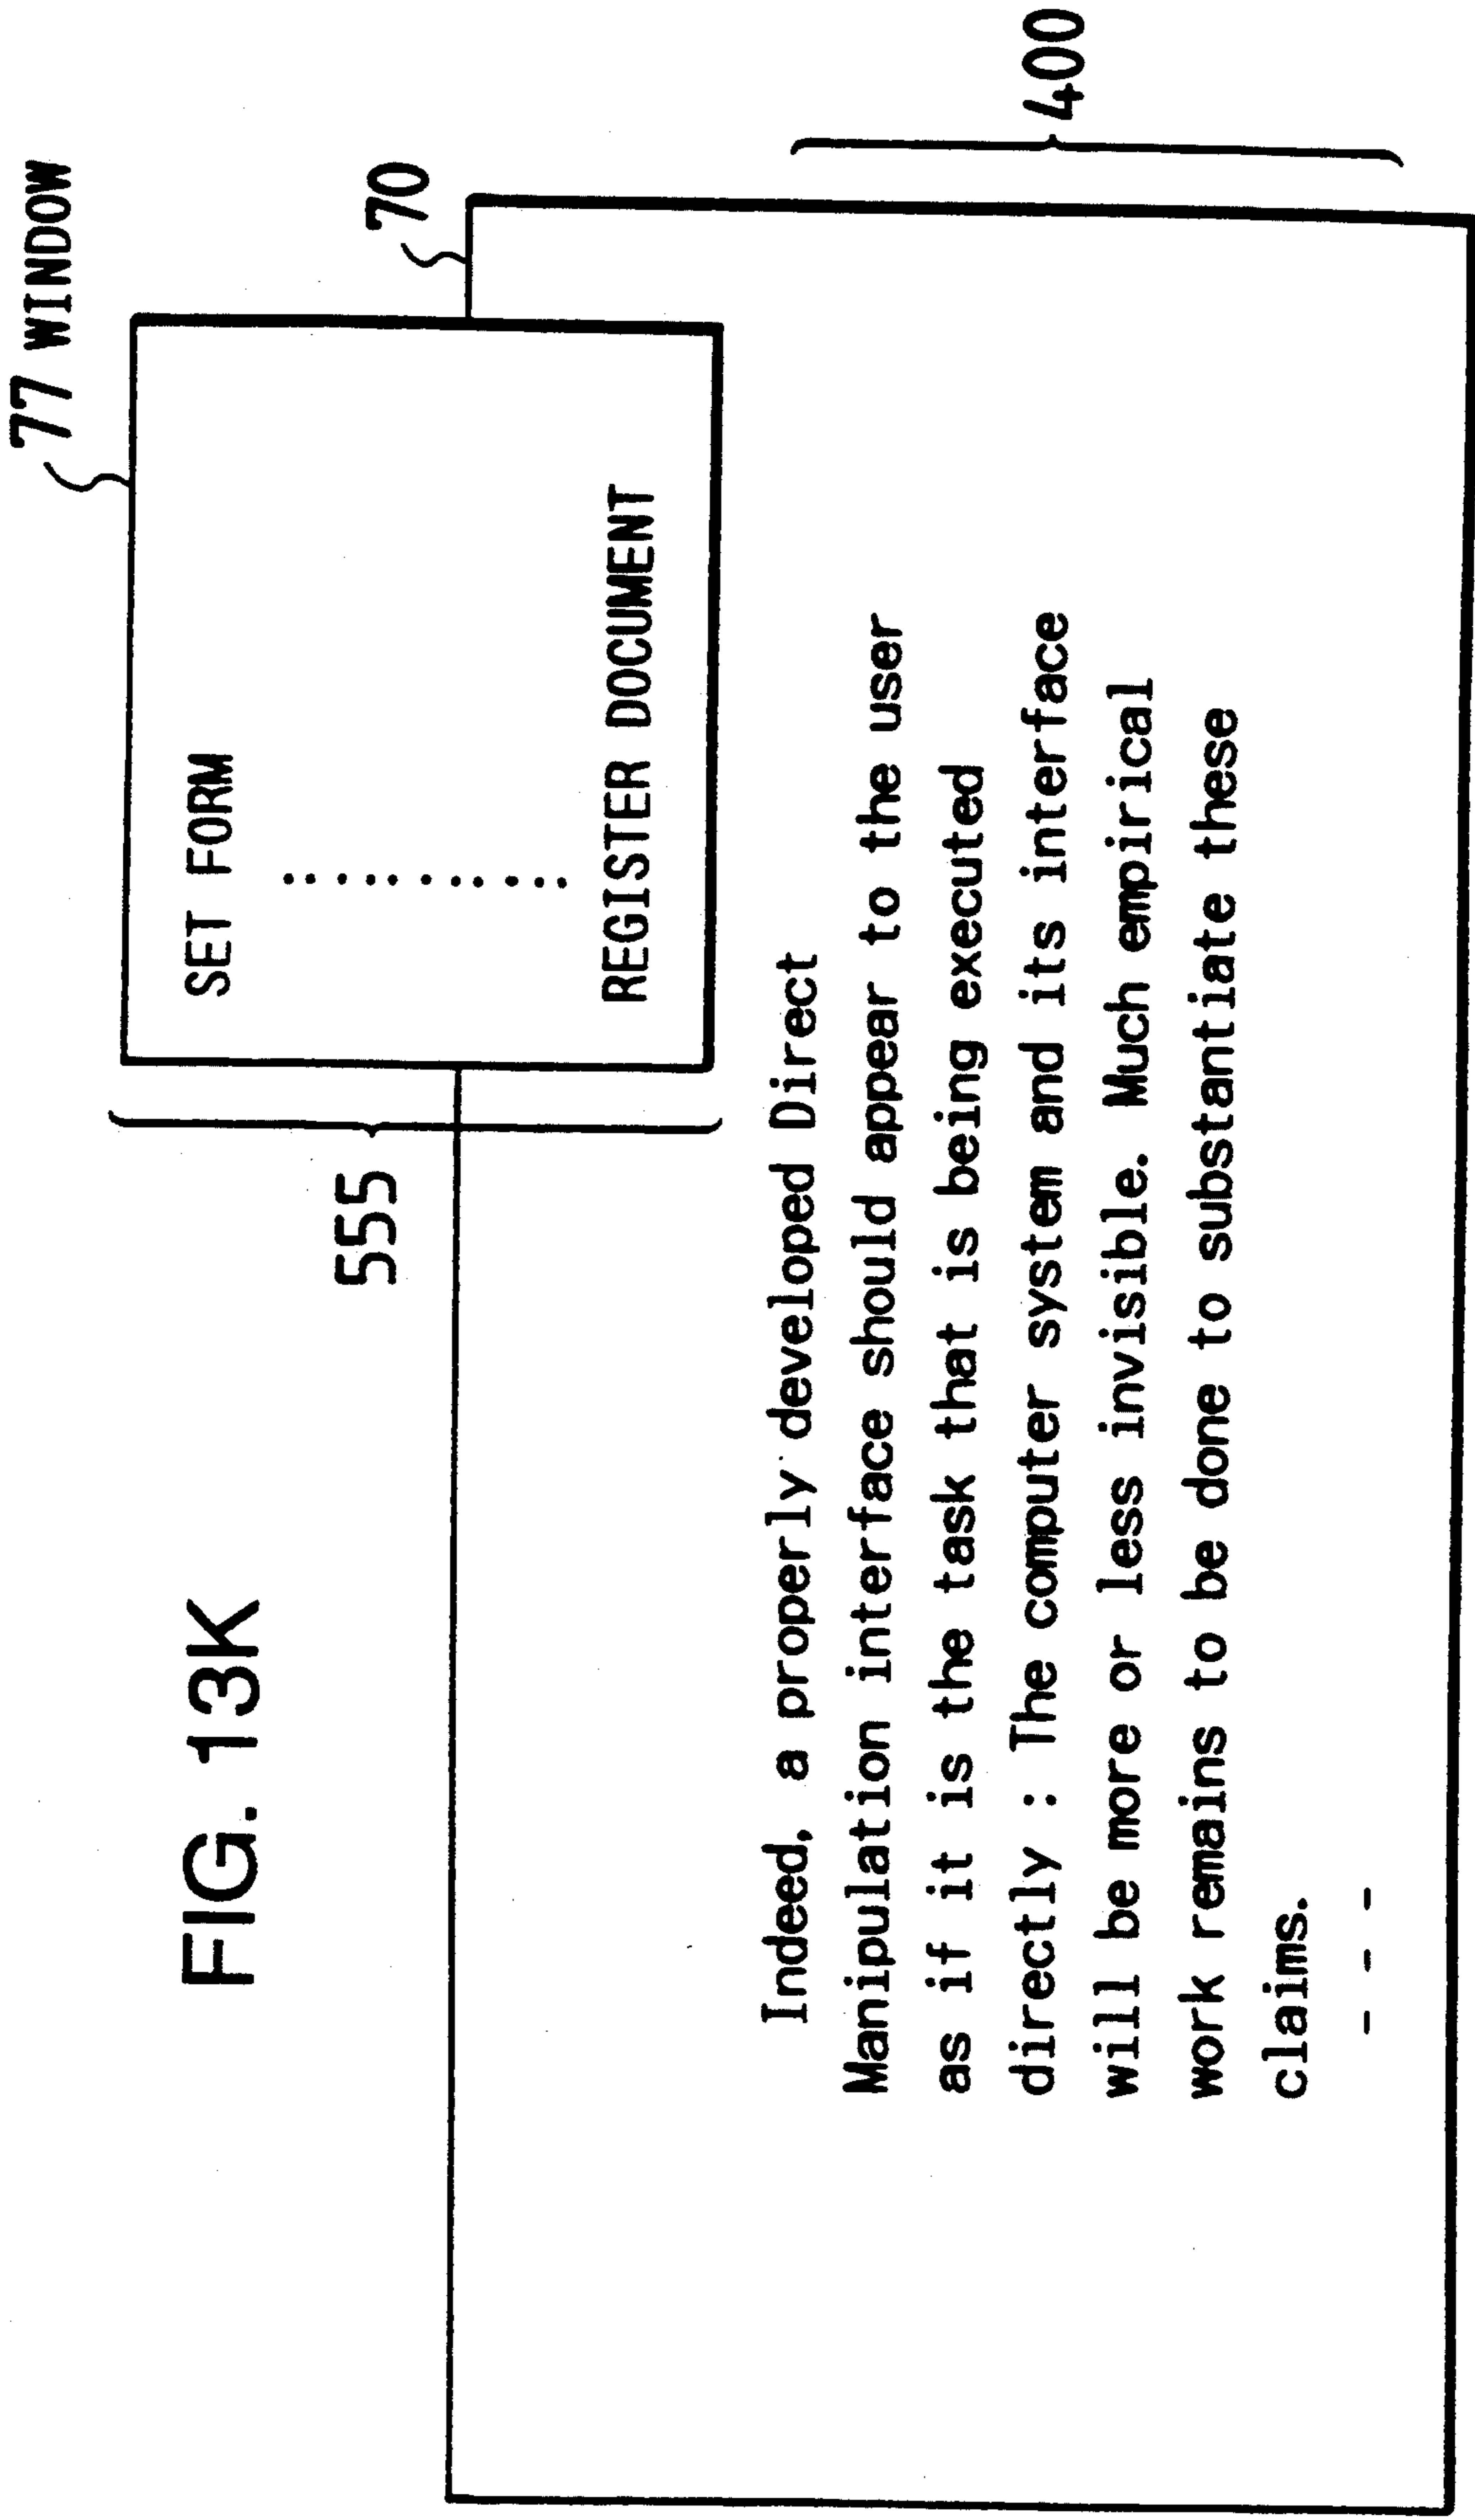 FIG. 13K
77 WINDOW
SET FORM
..........
REGISTER DOCUMENT
555
70
Indeed, a properly developed Direct
Manipulation interface should appear to the user
as if it is the task that is being executed
directly : The computer system and its interface
will be more or less invisible. Much empirical
work remains to be done to substantiate these
claims.
- - -
400